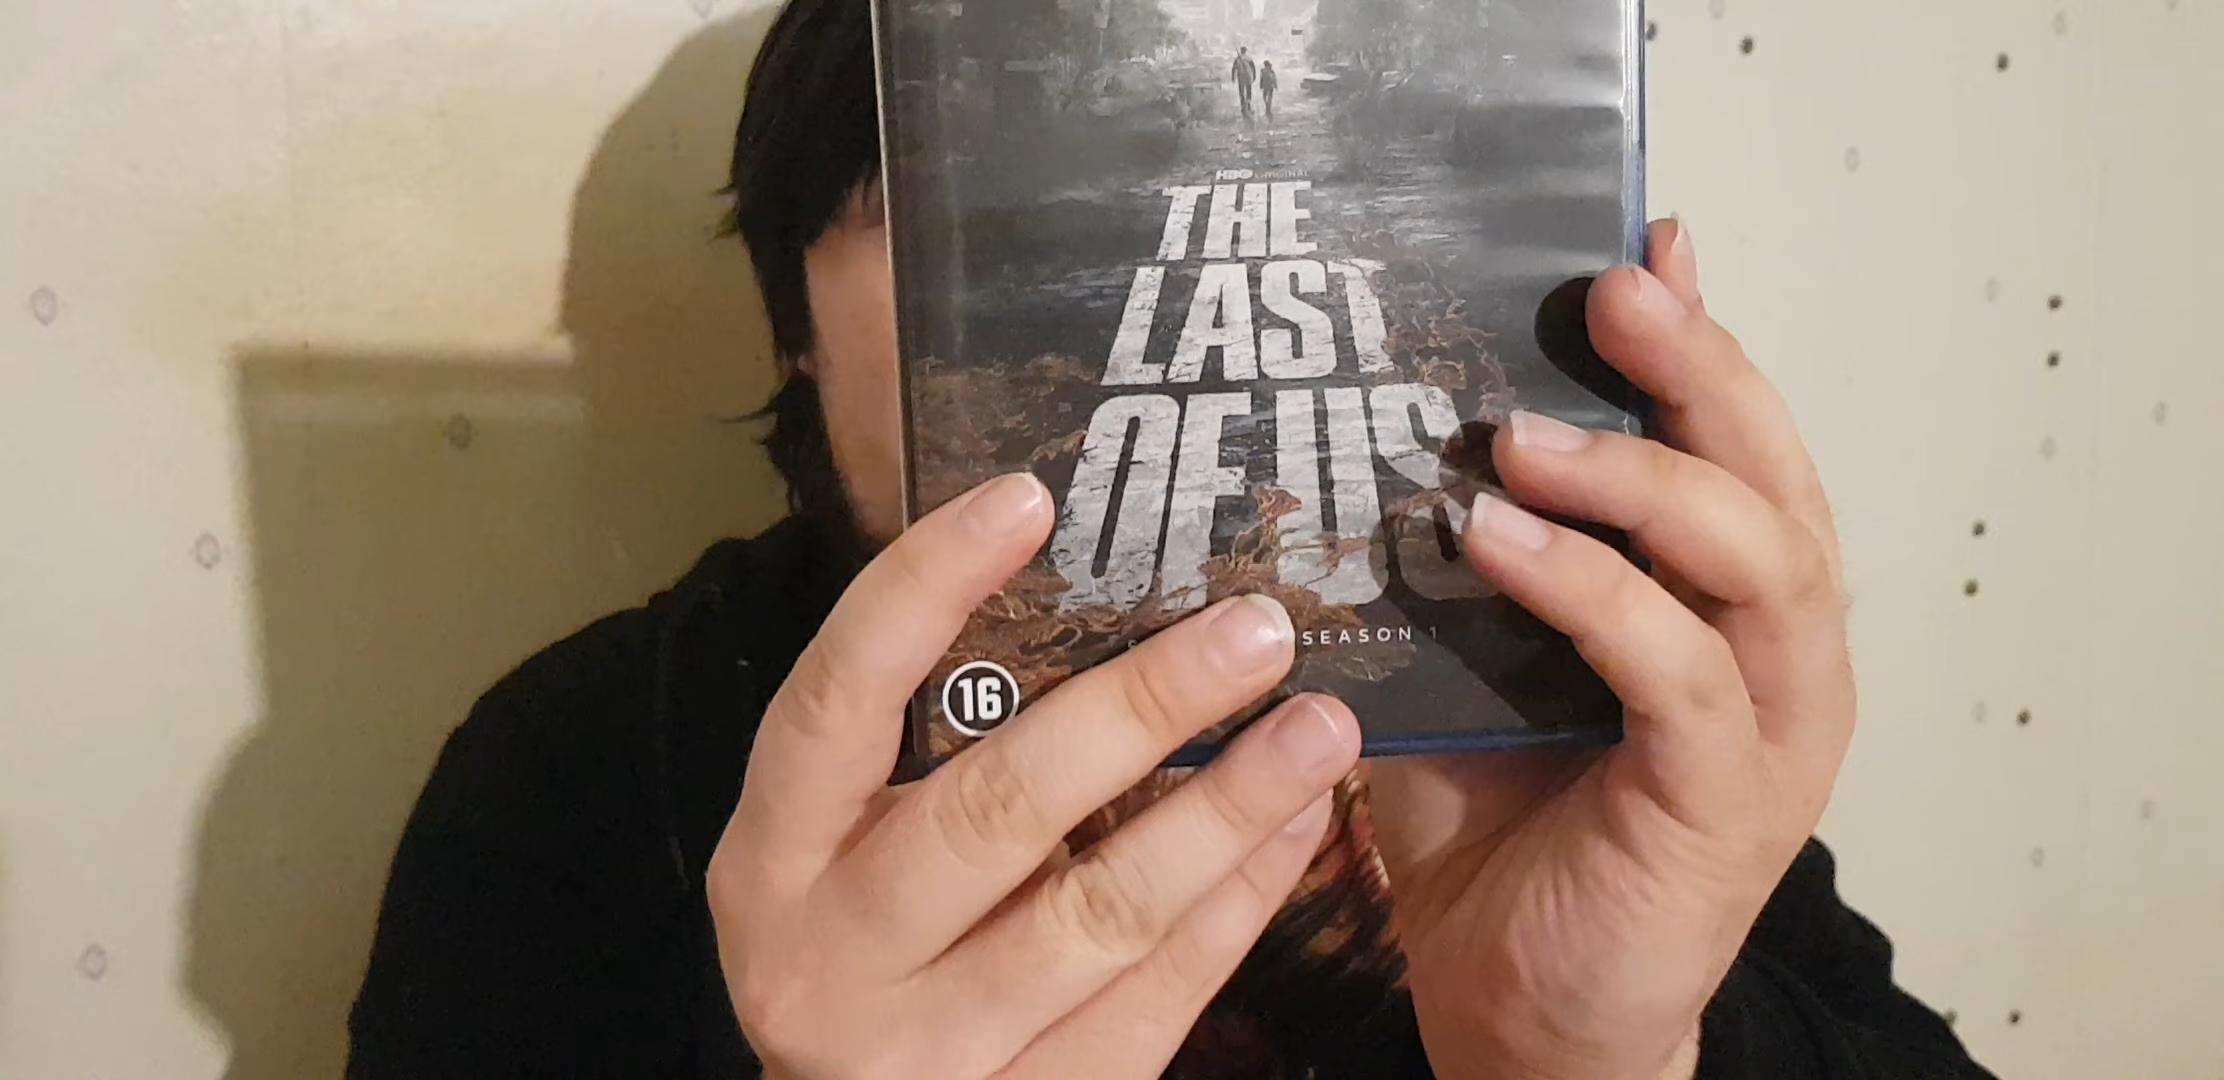 HBO ORIGINAL
THE
LAST
OF US
SEASON 1
16